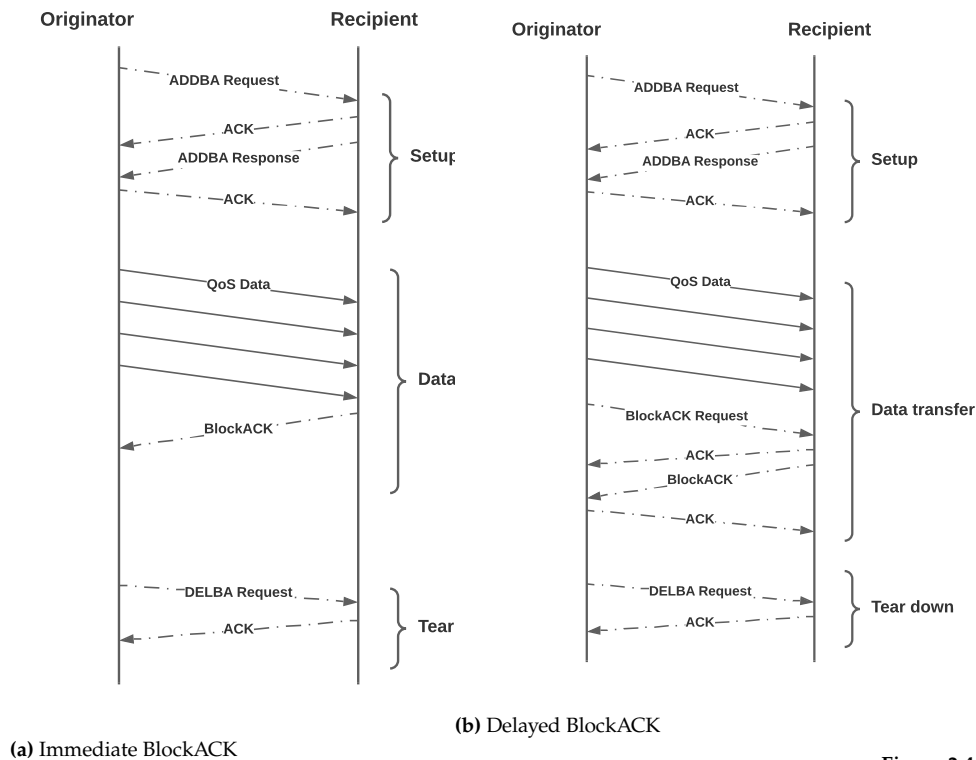 Originator
Recipient
ADDBA Request
ACK
ADDBA Response
ACK
Setup
QoS Data
Data
BlockACK
DELBA Request
ACK
Tear
(a) Immediate BlockACK
Originator
Recipient
ADDBA Request
ACK
ADDBA Response
ACK
Setup
QoS Data
BlockACK Request
ACK
BlockACK
ACK
Data transfer
DELBA Request
ACK
Tear down
(b) Delayed BlockACK